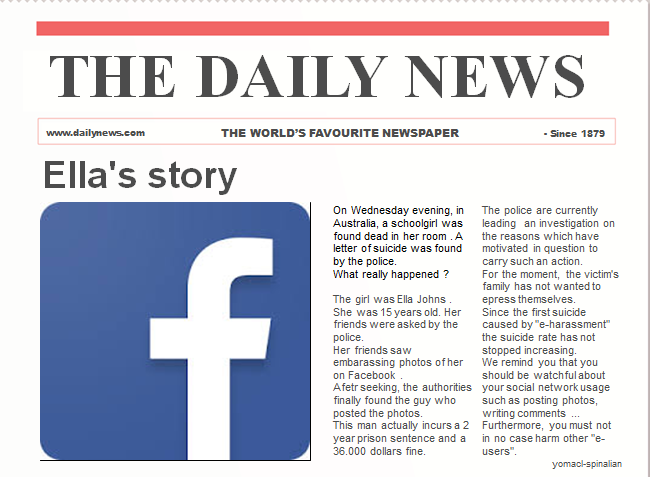 THE DAILY NEWS
www.dailynews.com THE WORLD'S FAVOURITE NEWSPAPER - Since 1879
Ella's story
On Wednesday evening, in
Australia, a schoolgirl was
found dead in her room . A
letter of suicide was found
by the police.
What really happened ?
The girl was Ella Johns .
She was 15 years old. Her
friends were asked by the
police.
Her friends saw
embarassing photos of her
on Facebook .
Afetr seeking, the authorities
finally found the guy who
posted the photos.
This man actually incurs a 2
year prison sentence and a
36.000 dollars fine.
The police are currently
leading an investigation on
the reasons which have
motivated in question to
carry such an action.
For the moment, the victim's
family has not wanted to
epress themselves.
Since the first suicide
caused by "e-harassment"
the suicide rate has not
stopped increasing.
We remind you that you
should be watchful about
your social network usage
such as posting photos,
writing comments ...
Furthermore, you must not
in no case harm other "e-
users".
yomacl-spinalian